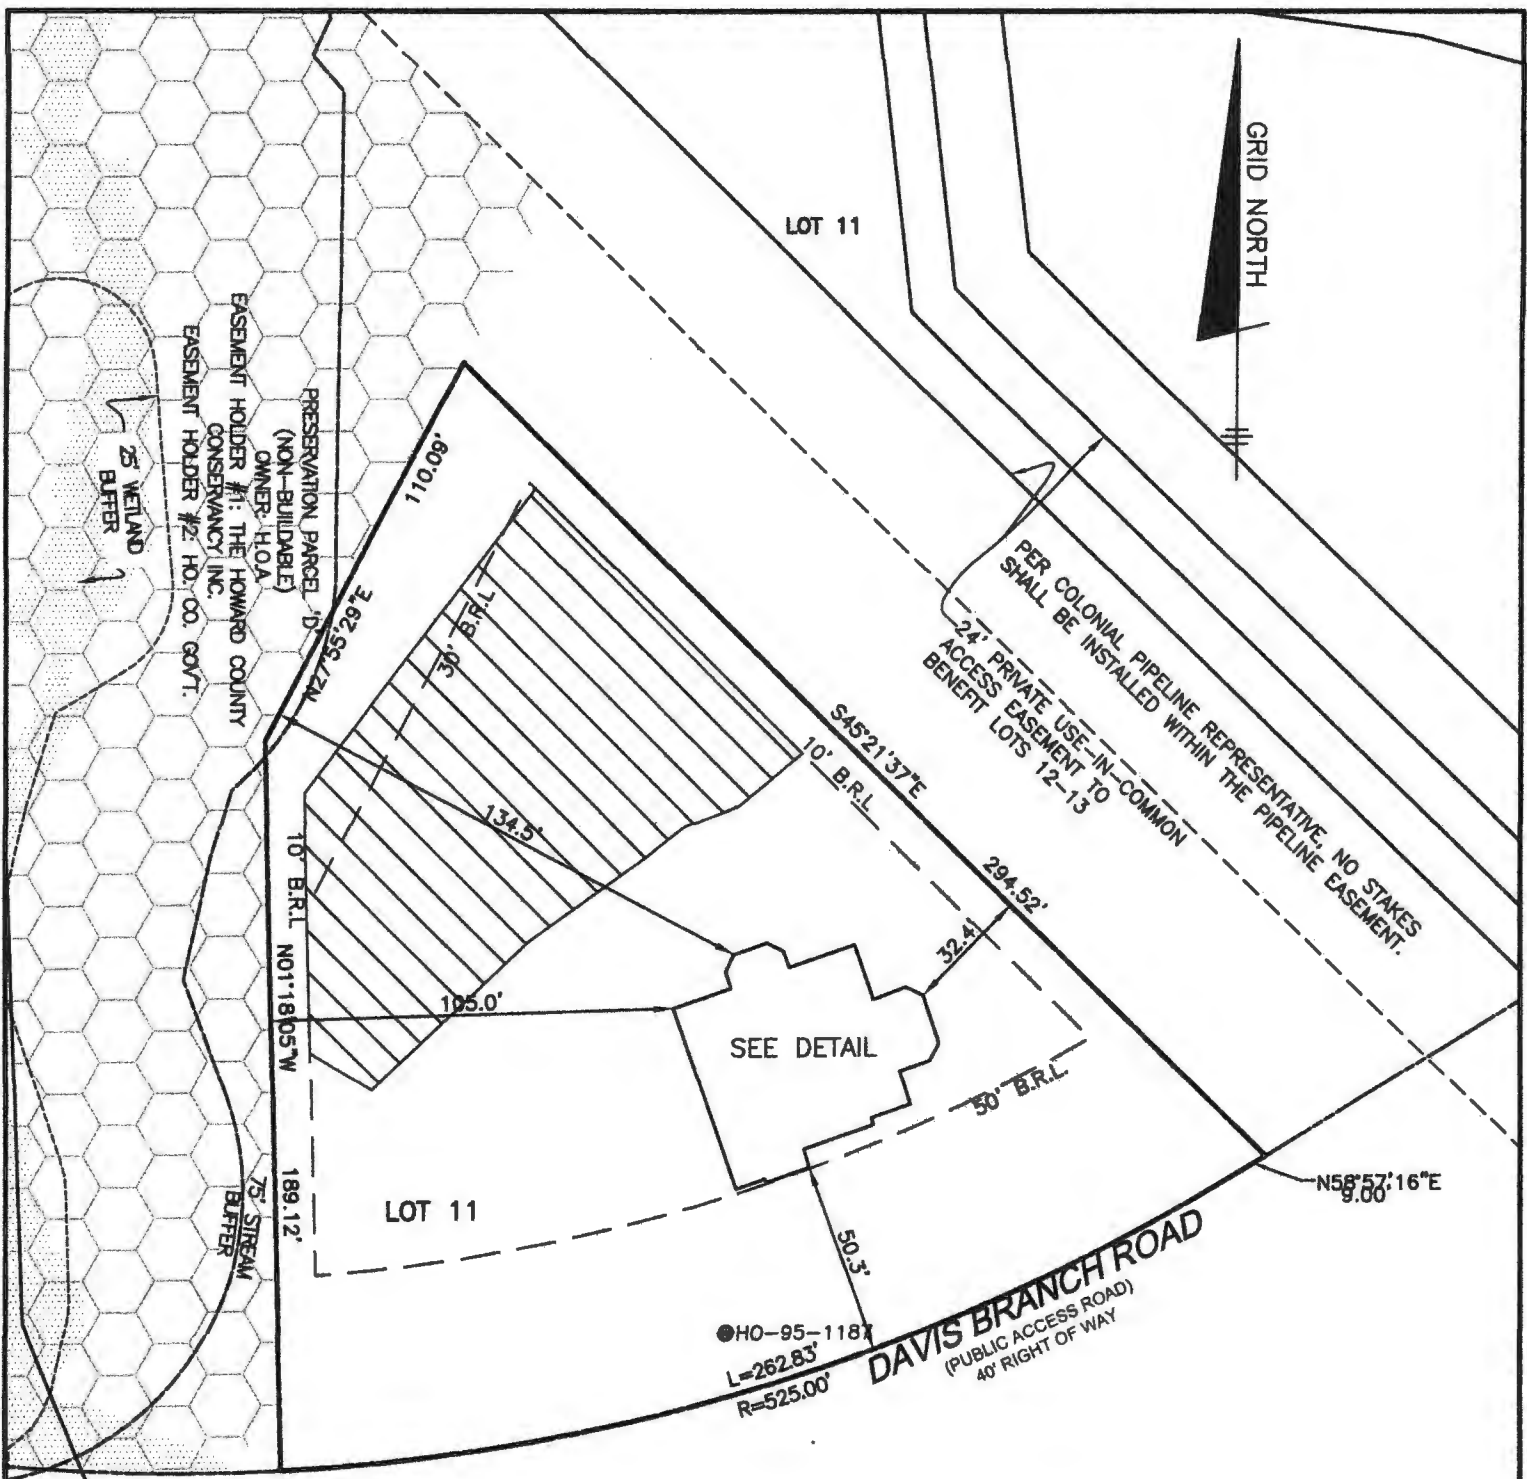 GRID NORTH
LOT 11
PER COLONIAL PIPELINE REPRESENTATIVE, NO STAKES
SHALL BE INSTALLED WITHIN THE PIPELINE EASEMENT.
24' PRIVATE USE-IN-COMMON
ACCESS EASEMENT TO
BENEFIT LOTS 12-13
PRESERVATION PARCEL 'D'
(NON-BUILDABLE)
OWNER: H.O.A
EASEMENT HOLDER #1: THE HOWARD COUNTY
CONSERVANCY INC.
EASEMENT HOLDER #2: HO. CO. GOVT.
25' WETLAND
BUFFER
110.09'
N27°55'29"E
30' B.R.L
S45°21'37"E
10' B.R.L
294.52'
134.5'
32.4'
10' B.R.L
N01°18'05"W
189.12'
105.0'
SEE DETAIL
50' B.R.L.
N58°57'16"E
9.00'
75' STREAM
BUFFER
LOT 11
50.3'
HO-95-1187
L=262.83'
R=525.00'
DAVIS BRANCH ROAD
(PUBLIC ACCESS ROAD)
40' RIGHT OF WAY